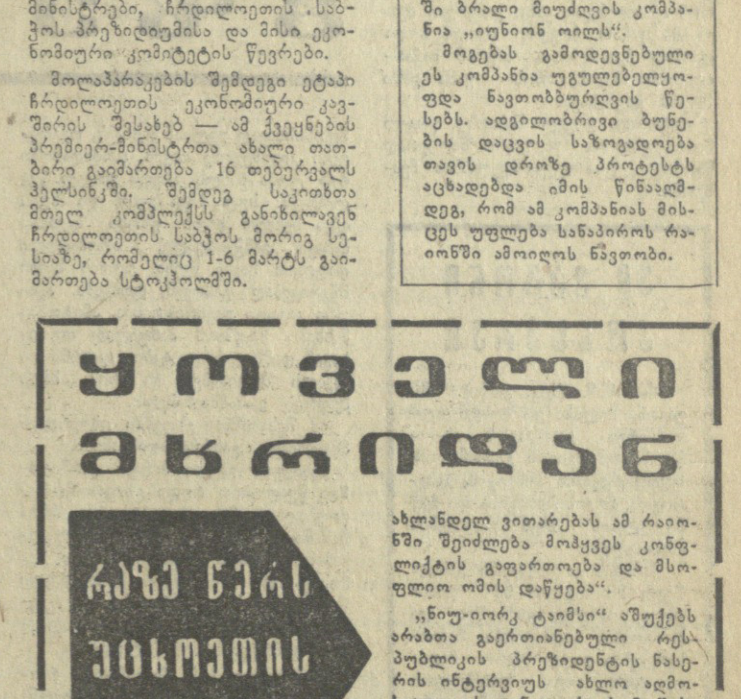 მინისტრები, ჩრდილოეთის საბ-
ჭოს პრეზიდიუმისა და მისი ეკო-
ნომიური კომიტეტის წევრები.
მოლაპარაკების შემდეგი ეტაპი
ჩრდილოეთის ეკონომიური კავ-
შირის შესახებ — ამ ქვეყნების
პრემიერ-მინისტრთა ახალი თათ-
ბირი გაიმართება 16 თებერვალს
ჰელსინკში. შემდეგ საკითხთა
მთელ კომპლექსს განიხილავენ
ჩრდილოეთის საბჭოს მორიგ სე-
სიაზე, რომელიც 1-6 მარტს გაი-
მართება სტოკჰოლმში.
ში ბრალი მიუძღვის კომპა-
ნია „იუნიონ ოილს“.
მოგებას გამოდევნებული
ეს კომპანია უგულებელყო-
ფდა ნავთობბურღვის წე-
სებს. ადგილობრივი ბუნე-
ბის დაცვის საზოგადოება
თავის დროზე პროტესტს
აცხადებდა იმის წინააღმ-
დეგ, რომ ამ კომპანიას მის-
ცეს უფლება სანაპიროს რა-
იონში ამოიღოს ნავთობი.
ყოველი
მხრიდან
რაზე წერს
უცხოეთის
ახლანდელ ვითარებას ამ რაიო-
ნში შეიძლება მოჰყვეს კონფ-
ლიქტის გაფართოება და მსო-
ფლიო ომის დაწყება“.
„ნიუ-იორკ ტაიმსი“ აშუქებს
არაბთა გაერთიანებული რეს-
პუბლიკის პრეზიდენტის ნასე-
რის ინტერვიუს ახლო აღმო-